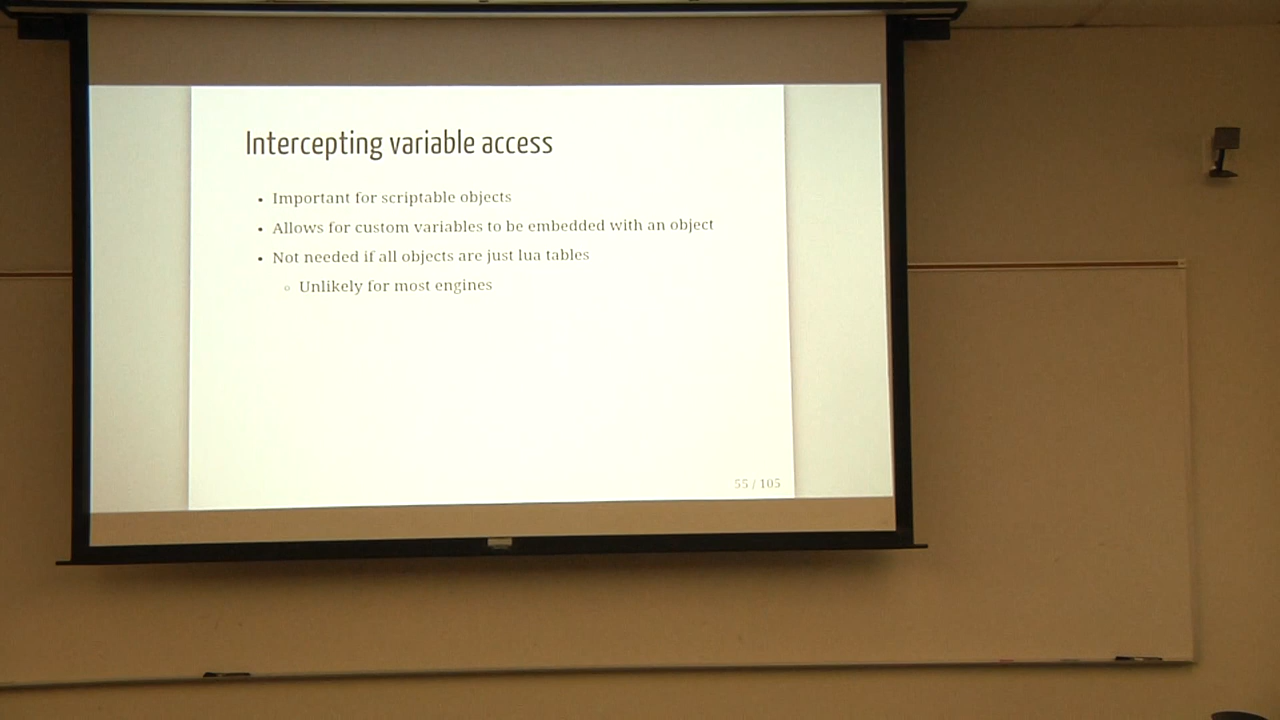 Intercepting variable access
• Important for scriptable objects
• Allows for custom variables to be embedded with an object
• Not needed if all objects are just lua tables
◦ Unlikely for most engines
55 / 105